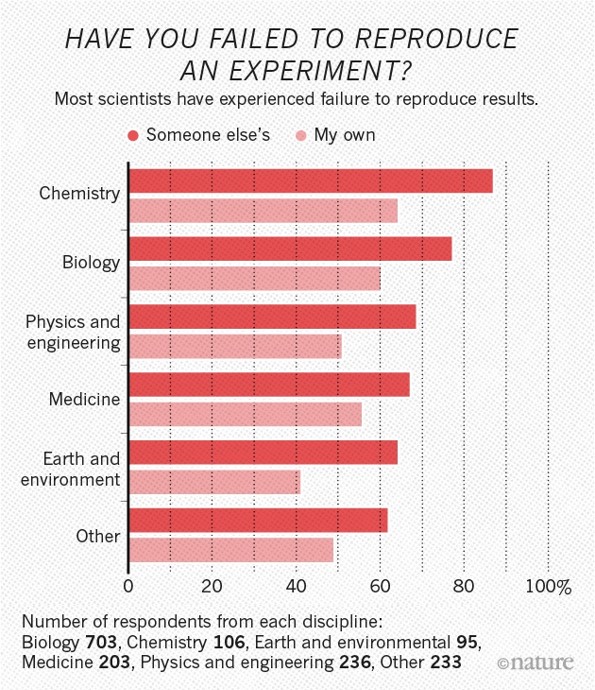 HAVE YOU FAILED TO REPRODUCE
AN EXPERIMENT?
Most scientists have experienced failure to reproduce results.
Someone else's My own
Chemistry
Biology
Physics and
engineering
Medicine
Earth and
environment
Other
0 20 40 60 80 100%
Number of respondents from each discipline:
Biology 703, Chemistry 106, Earth and environmental 95,
Medicine 203, Physics and engineering 236, Other 233
©nature